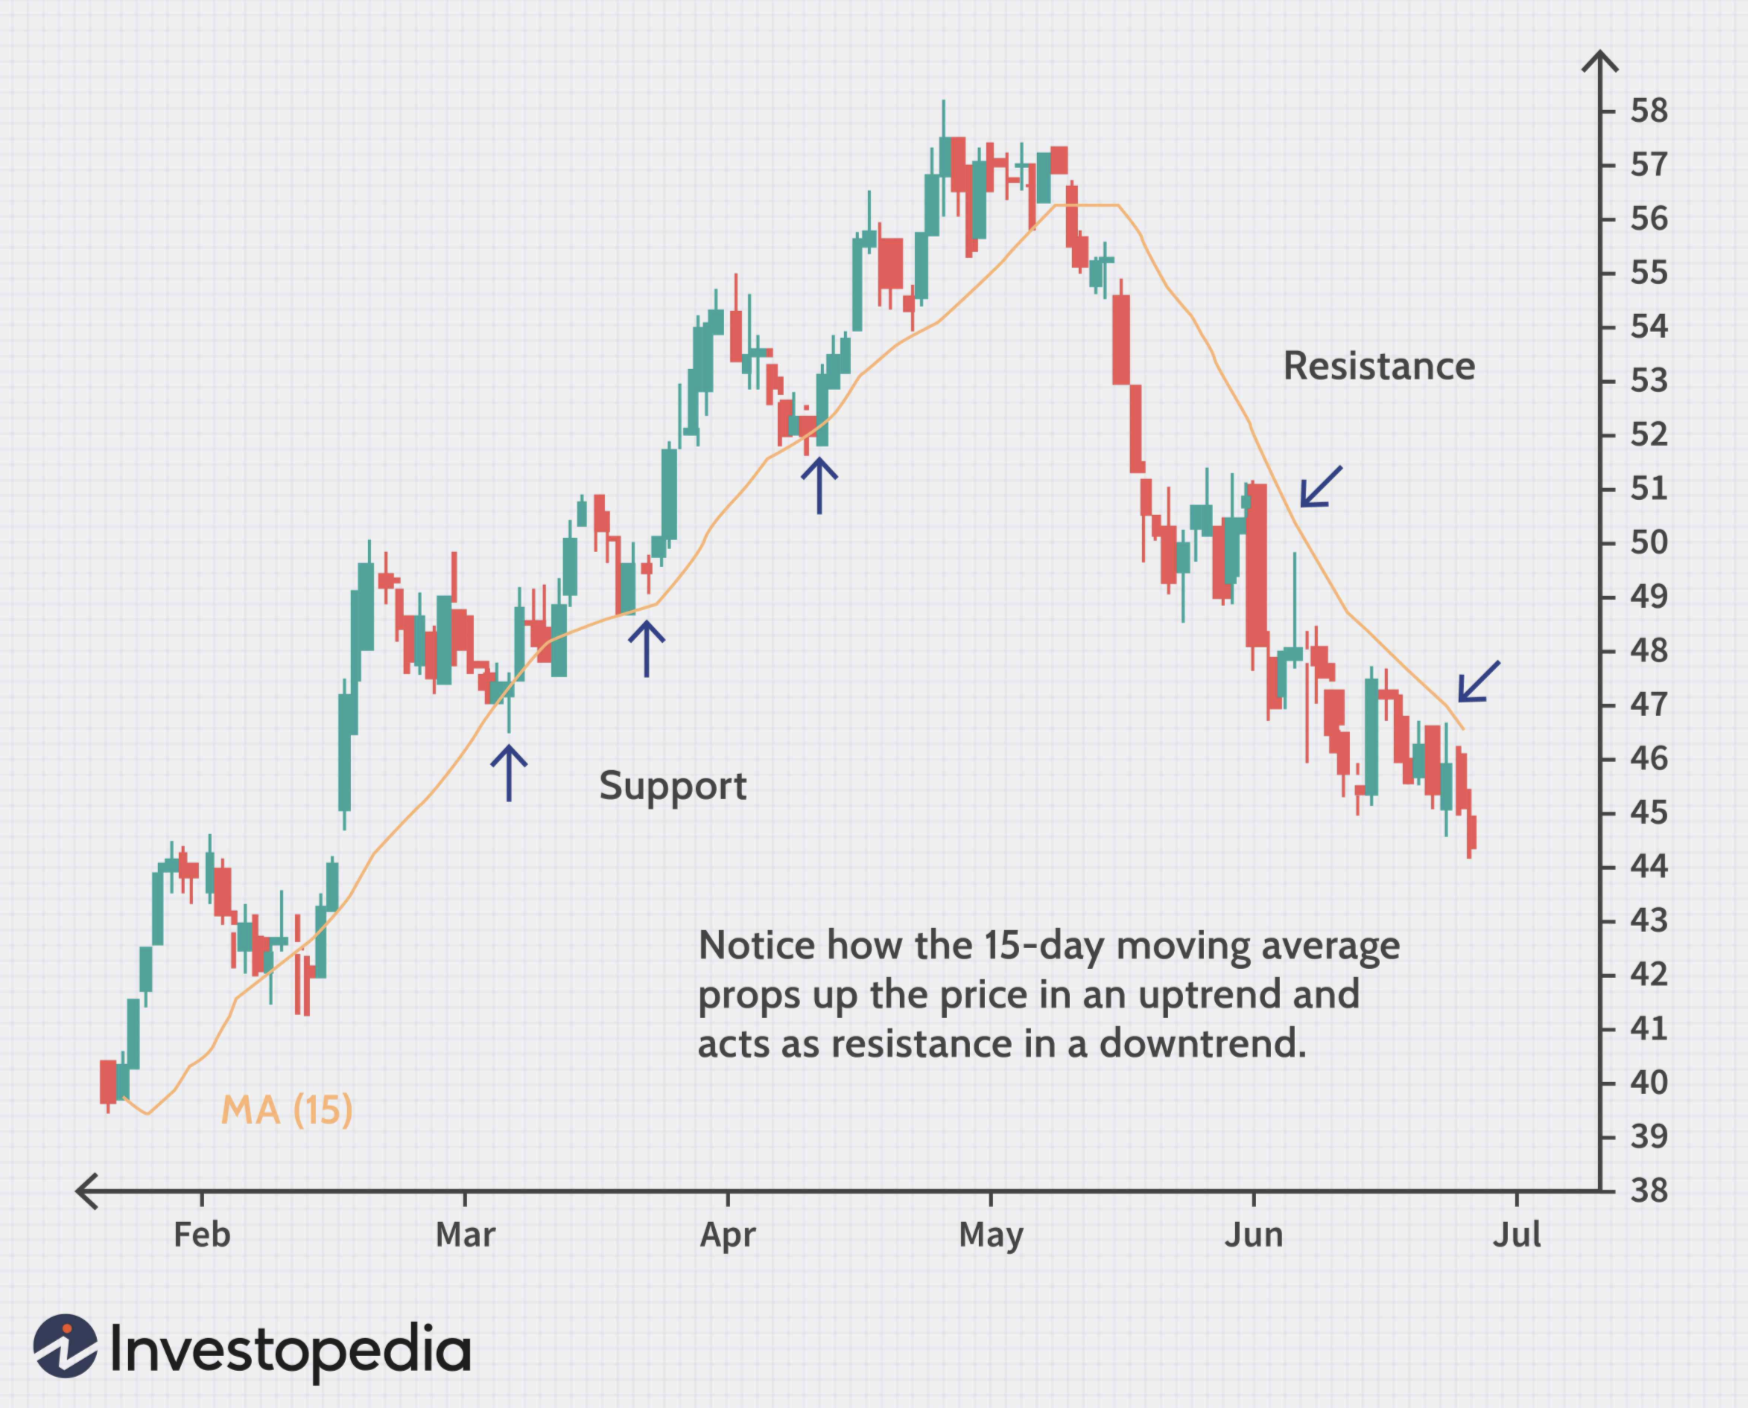 58
57
56
55
54
53
Resistance
52
51
50
49
48
47
46
Support
45
44
43
Notice how the 15-day moving average
props up the price in an uptrend and
acts as resistance in a downtrend.
42
41
40
MA (15)
39
38
Feb Mar Apr May Jun Jul
Investopedia